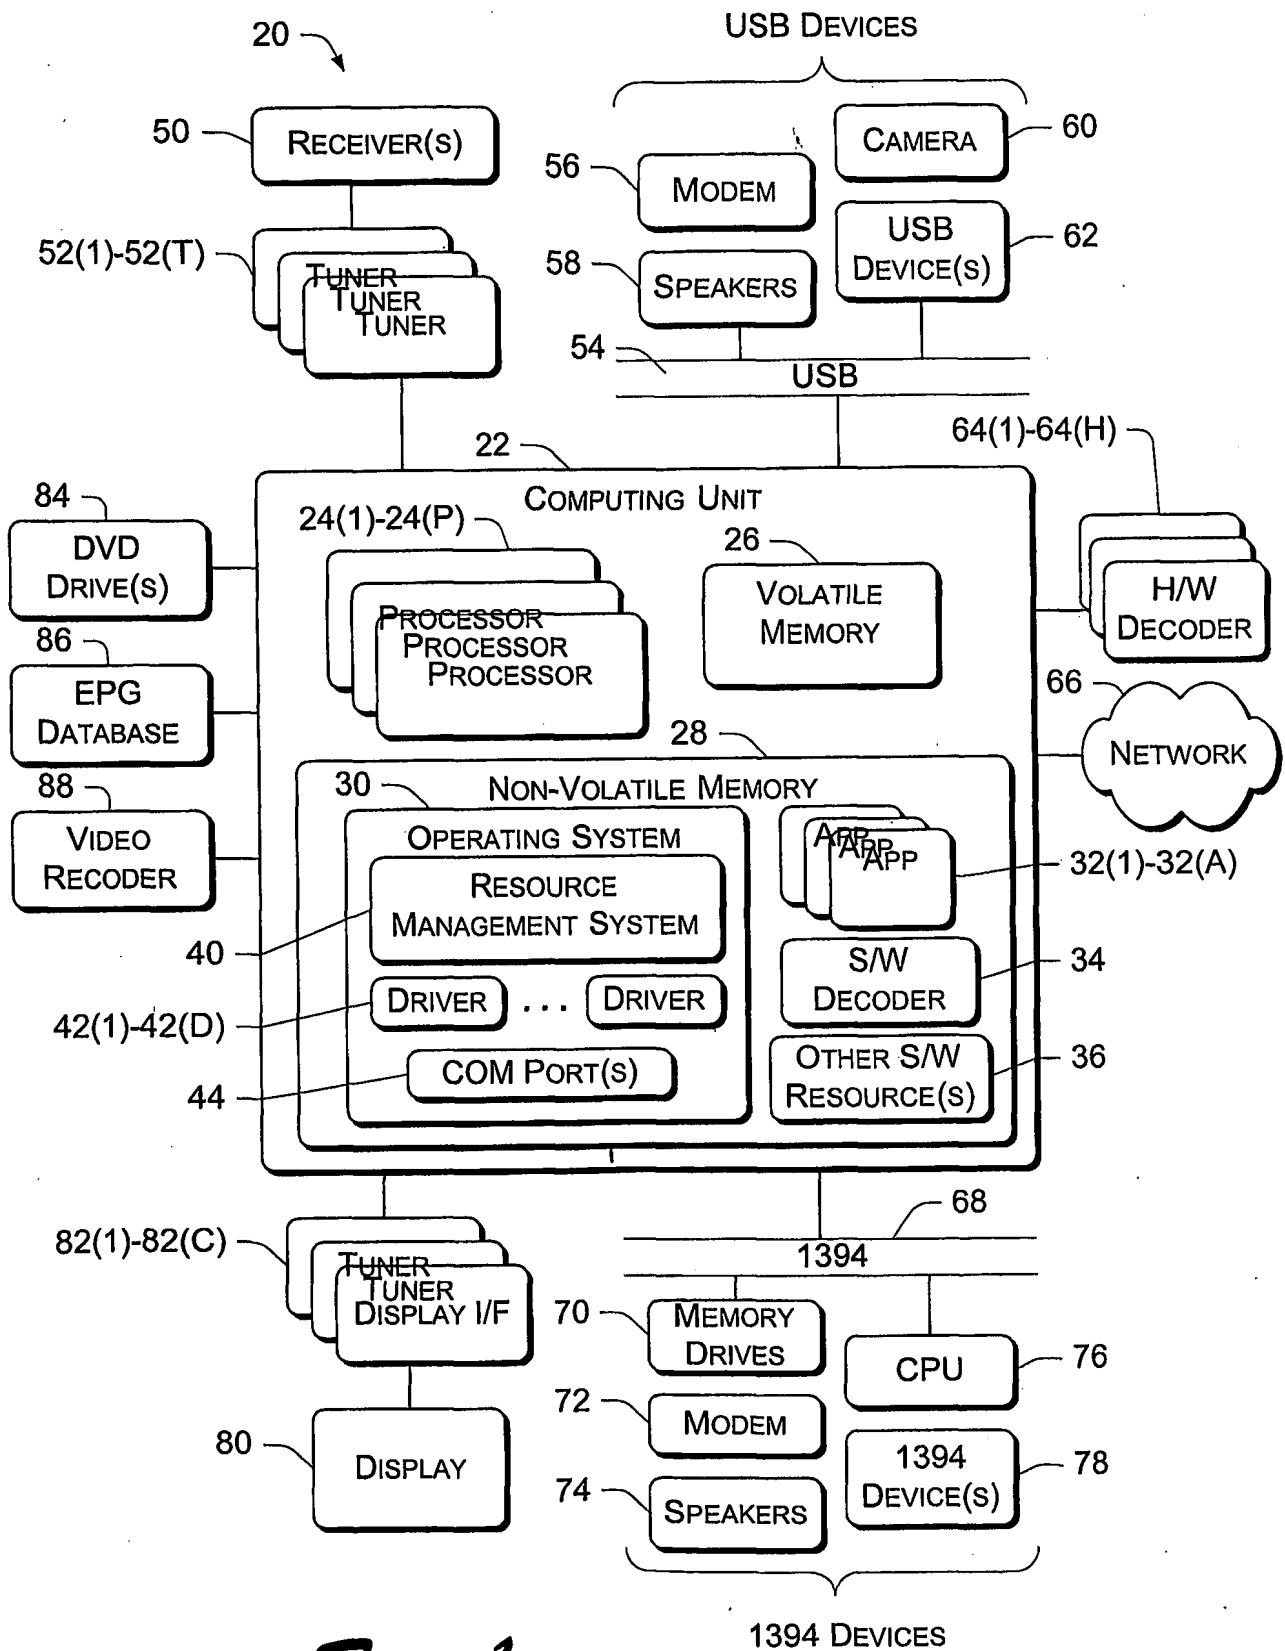 USB DEVICES
20
50
RECEIVER(S)
52(1)-52(T)
TUNER
TUNER
TUNER
56
MODEM
CAMERA
60
58
SPEAKERS
USB
DEVICE(S)
62
54
USB
22
COMPUTING UNIT
64(1)-64(H)
84
DVD
DRIVE(S)
24(1)-24(P)
PROCESSOR
PROCESSOR
PROCESSOR
26
VOLATILE
MEMORY
H/W
DECODER
86
EPG
DATABASE
66
NETWORK
88
VIDEO
RECODER
28
NON-VOLATILE MEMORY
30
OPERATING SYSTEM
RESOURCE
MANAGEMENT SYSTEM
40
APP
APP
APP
32(1)-32(A)
S/W
DECODER
34
42(1)-42(D)
DRIVER
...
DRIVER
44
COM PORT(S)
OTHER S/W
RESOURCE(S)
36
82(1)-82(C)
TUNER
TUNER
DISPLAY I/F
80
DISPLAY
68
1394
70
MEMORY
DRIVES
CPU
76
72
MODEM
74
SPEAKERS
1394
DEVICE(S)
78
1394 DEVICES